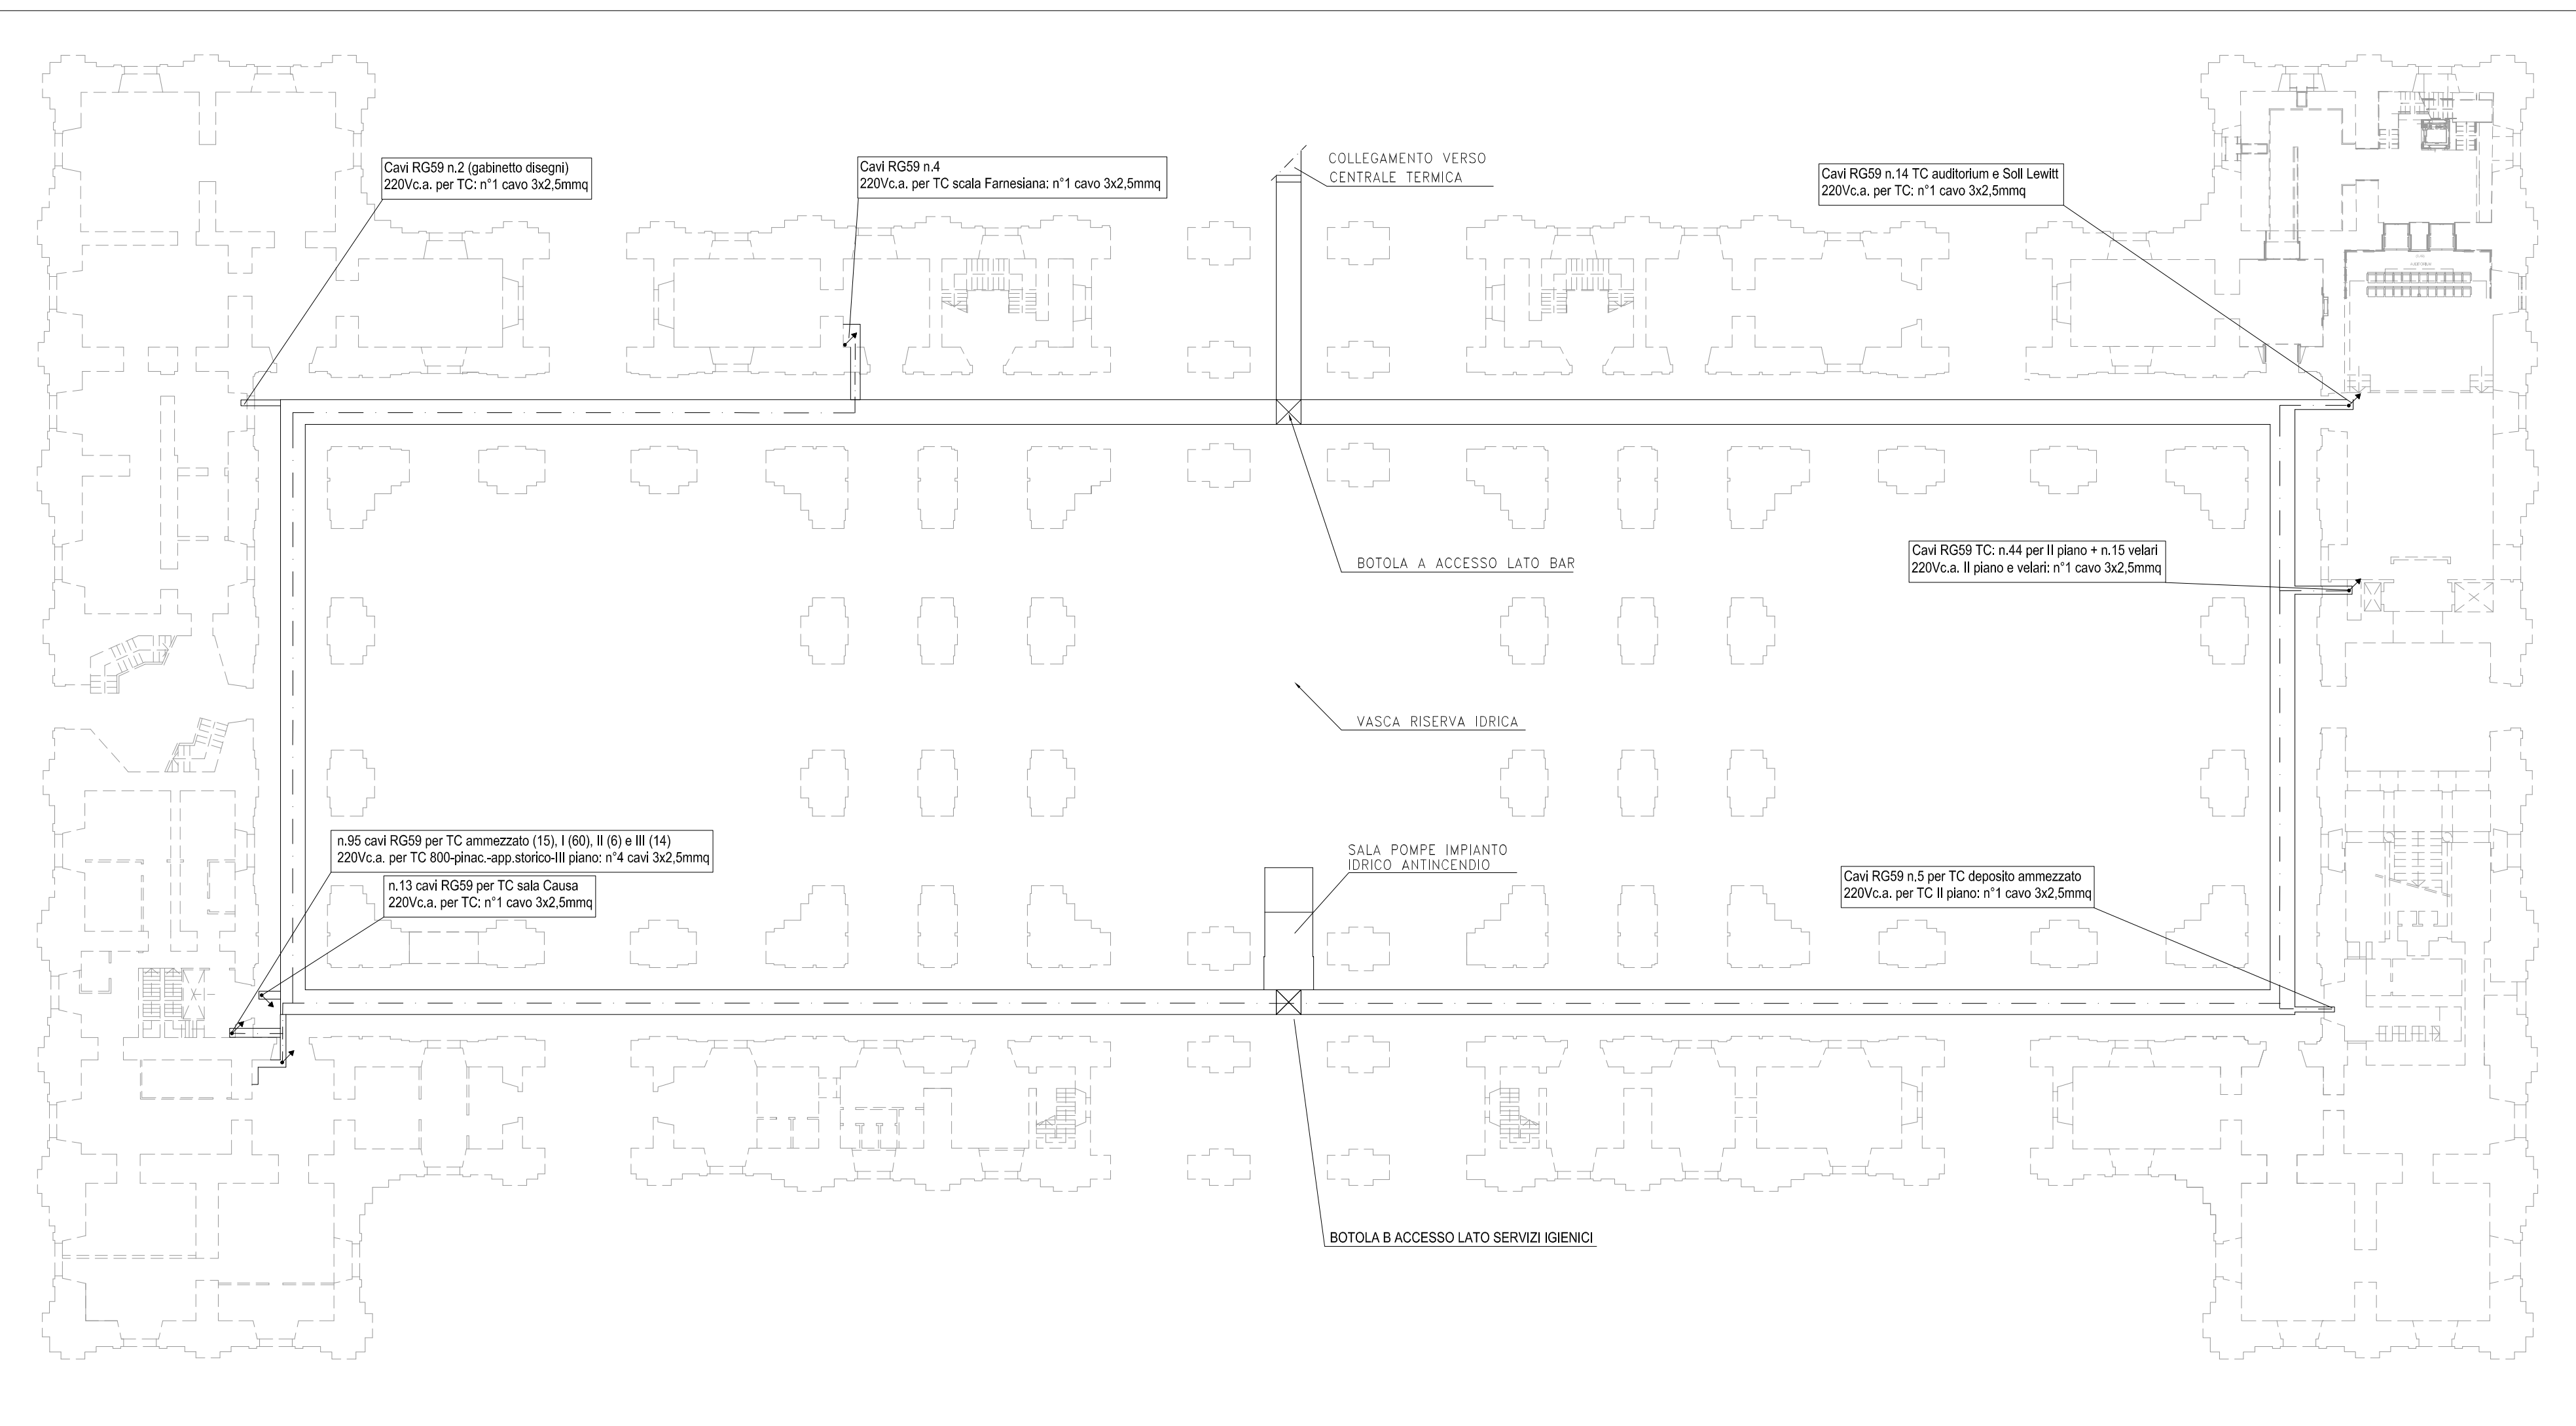 Cavi RG59 n.2 (gabinetto disegni)
220Vc.a. per TC: n°1 cavo 3x2,5mmq
Cavi RG59 n.4
220Vc.a. per TC scala Farnesiana: n°1 cavo 3x2,5mmq
COLLEGAMENTO VERSO
CENTRALE TERMICA
Cavi RG59 n.14 TC auditorium e Soll Lewitt
220Vc.a. per TC: n°1 cavo 3x2,5mmq
BOTOLA A ACCESSO LATO BAR
Cavi RG59 TC: n.44 per II piano + n.15 velari
220Vc.a. II piano e velari: n°1 cavo 3x2,5mmq
VASCA RISERVA IDRICA
n.95 cavi RG59 per TC ammezzato (15), I (60), II (6) e III (14)
220Vc.a. per TC 800-pinac.-app.storico-III piano: n°4 cavi 3x2,5mmq
n.13 cavi RG59 per TC sala Causa
220Vc.a. per TC: n°1 cavo 3x2,5mmq
SALA POMPE IMPIANTO
IDRICO ANTINCENDIO
Cavi RG59 n.5 per TC deposito ammezzato
220Vc.a. per TC II piano: n°1 cavo 3x2,5mmq
BOTOLA B ACCESSO LATO SERVIZI IGIENICI